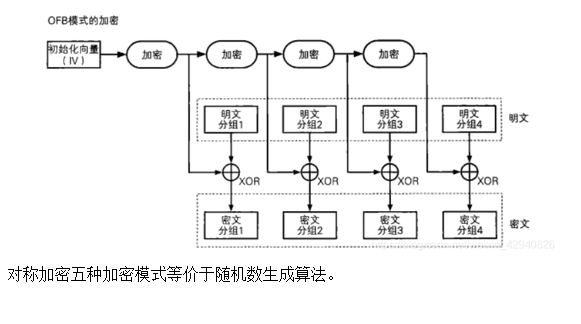 OFB模式的加密
初始化向量
(IV)
加密
加密
加密
加密
明文
分组1
明文
分组2
明文
分组3
明文
分组4
明文
XOR
XOR
XOR
XOR
密文
分组1
密文
分组2
密文
分组3
密文
分组4
密文
42940826
对称加密五种加密模式等价于随机数生成算法。